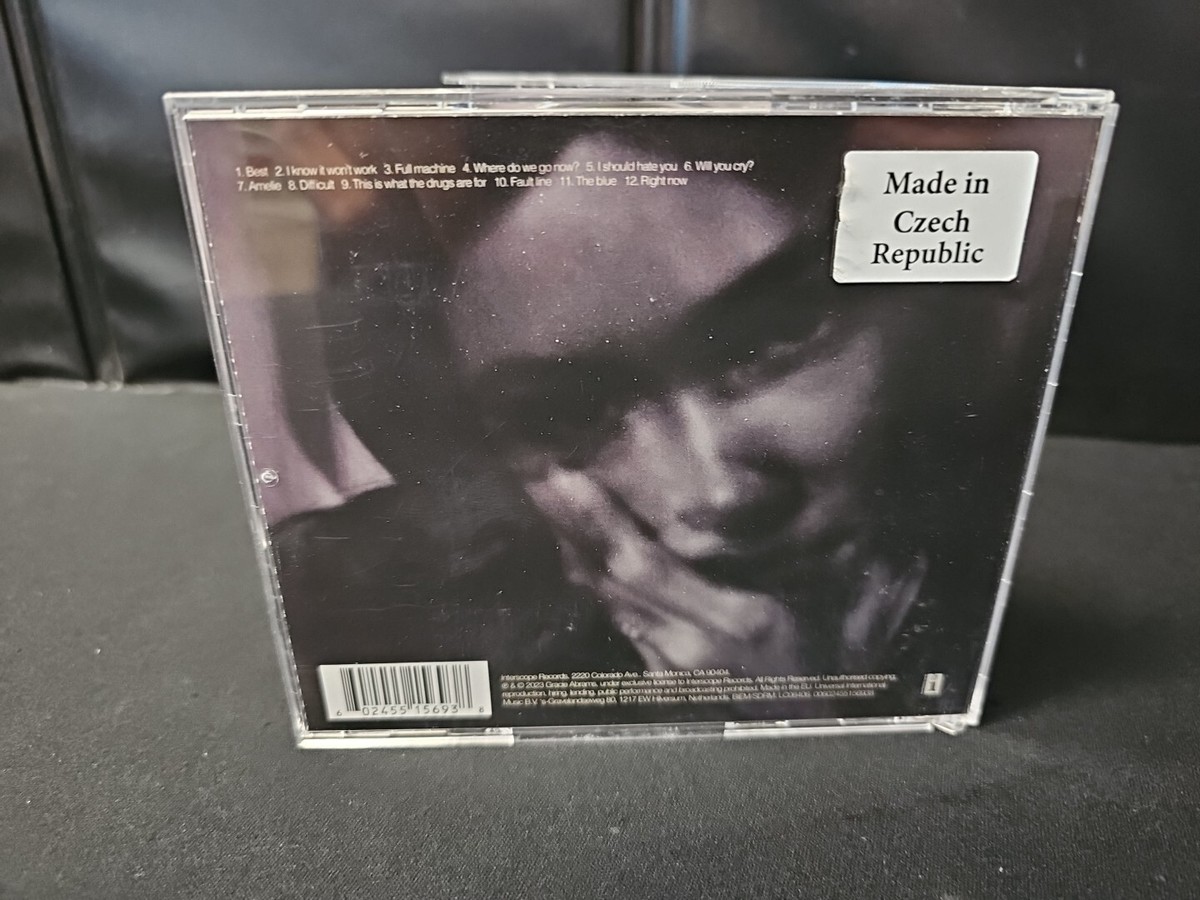 1. Best 2. I know it won't work 3. Full machine 4. Where do we go now? 5. I should hate you 6. Will you cry?
7. Amelie 8. Difficult 9. This is what the drugs are for 10. Fault line 11. The blue 12. Right now
Made in
Czech
Republic
Interscope Records, 2220 Colorado Ave., Santa Monica, CA 90404.
℗ & © 2023 Gracie Abrams, under exclusive license to Interscope Records. All Rights Reserved. Unauthorised copying,
reproduction, hiring, lending, public performance and broadcasting prohibited. Made in the EU. Universal International
Music B.V. 's-Gravelandseweg 80, 1217 EW Hilversum, Netherlands. BIEM/SDRM. LC06406 00602455156938
6 02455 15693 8
i